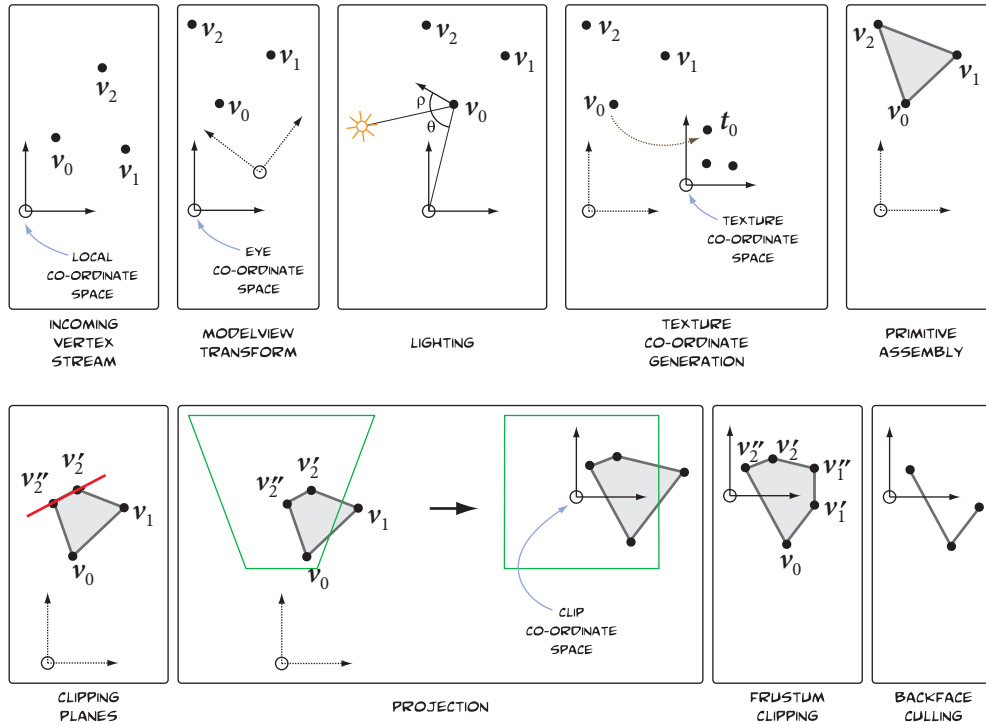 v₂
v₁
v₀
LOCAL
CO-ORDINATE
SPACE
INCOMING
VERTEX
STREAM
v₂
v₁
v₀
EYE
CO-ORDINATE
SPACE
MODELVIEW
TRANSFORM
v₂
v₁
v₀
ρ
θ
LIGHTING
v₂
v₁
v₀
t₀
TEXTURE
CO-ORDINATE
SPACE
TEXTURE
CO-ORDINATE
GENERATION
v₂
v₁
v₀
PRIMITIVE
ASSEMBLY
v₂′
v₂″
v₁
v₀
CLIPPING
PLANES
v₂′
v₂″
v₁
v₀
CLIP
CO-ORDINATE
SPACE
PROJECTION
v₂″
v₂′
v₁″
v₁′
v₀
FRUSTUM
CLIPPING
BACKFACE
CULLING